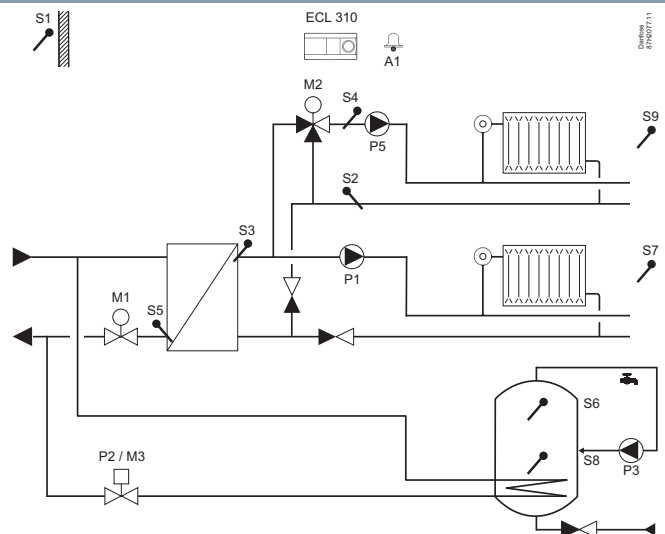 S1
ECL 310
A1
Danfoss
87H2077.11
M2
S4
P5
S9
S2
S3
P1
S7
M1
S5
S6
S8
P3
P2 / M3